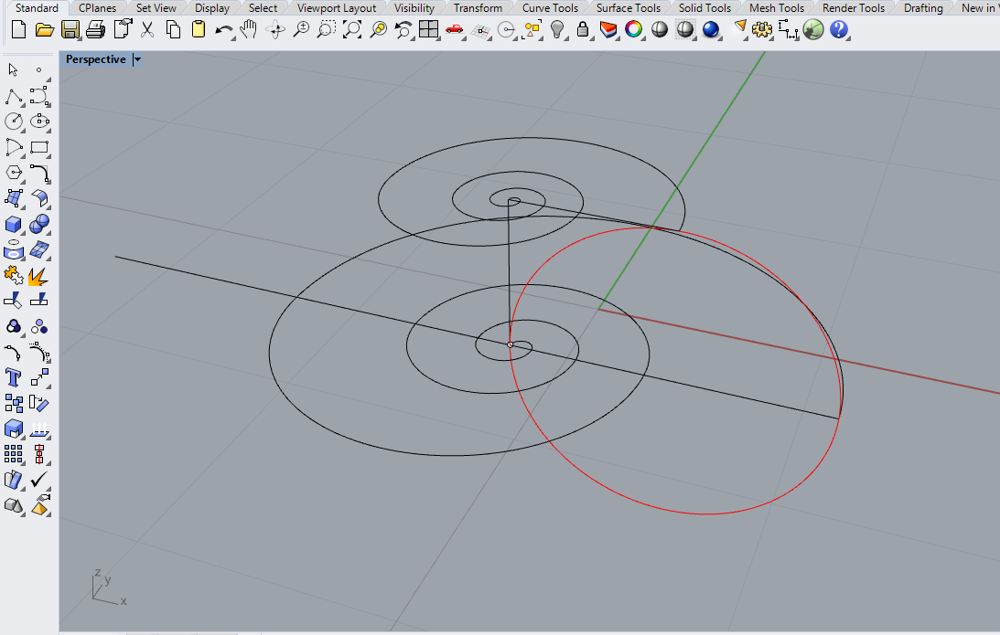 Standard CPlanes Set View Display Select Viewport Layout Visibility Transform Curve Tools Surface Tools Solid Tools Mesh Tools Render Tools Drafting New in
Perspective
z
y
x